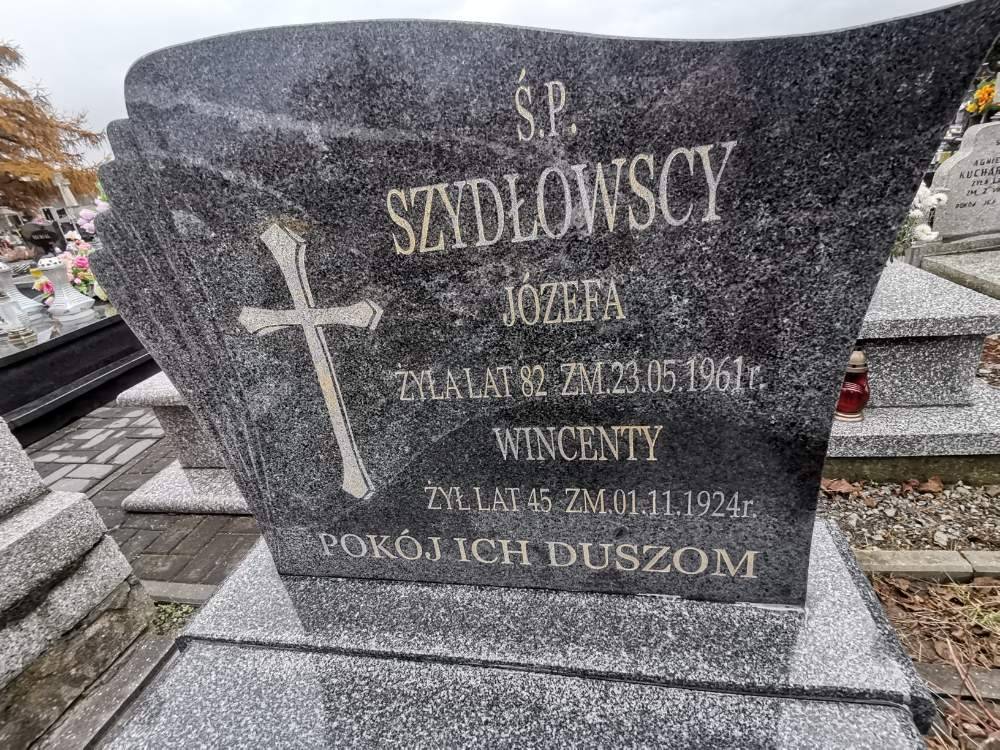 Ś.P.
SZYDŁOWSCY
JÓZEFA
ŻYŁA LAT 82 ZM.23.05.1961r.
WINCENTY
ŻYŁ LAT 45 ZM.01.11.1924r.
POKÓJ ICH DUSZOM